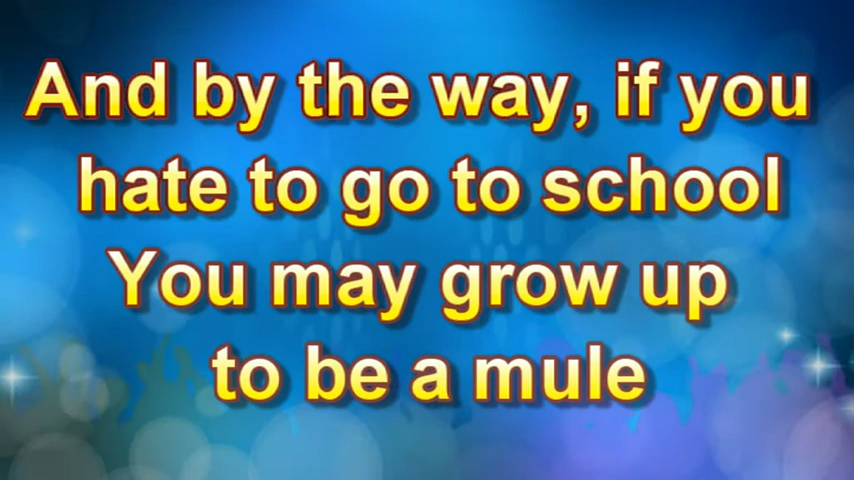 And by the way, if you
hate to go to school
You may grow up
to be a mule